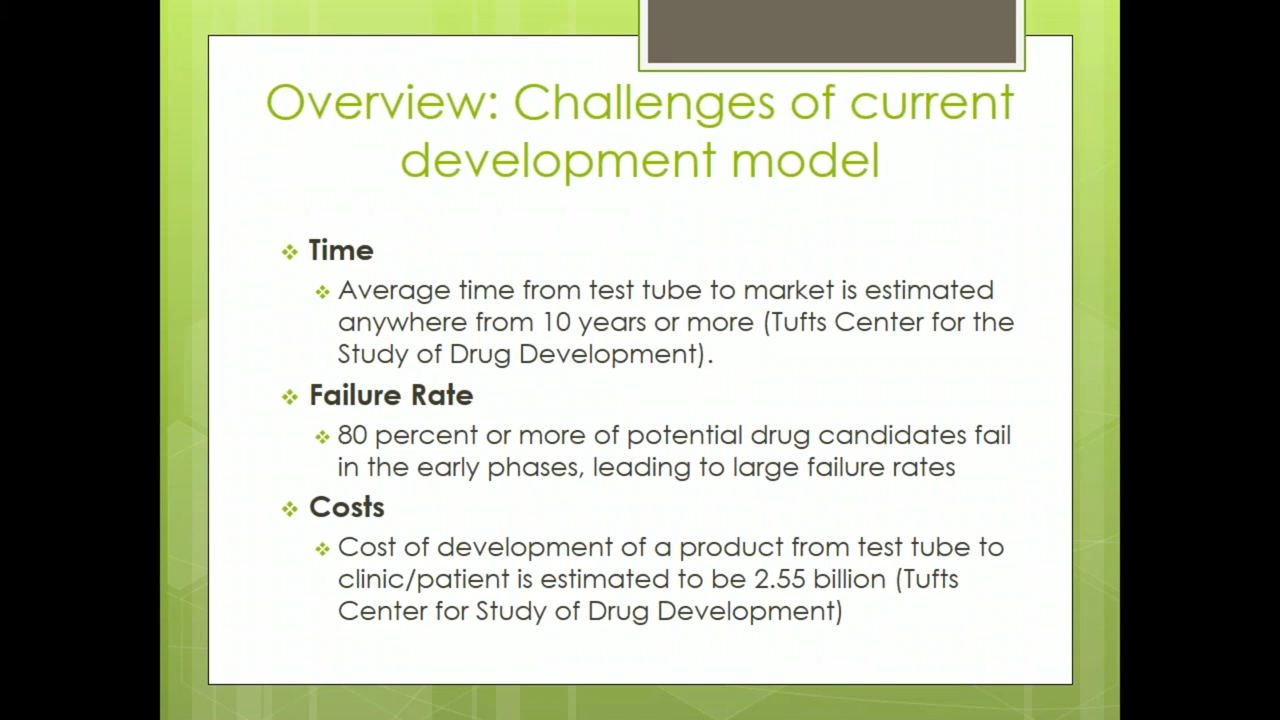 Overview: Challenges of current
development model
Time
Average time from test tube to market is estimated
anywhere from 10 years or more (Tufts Center for the
Study of Drug Development).
Failure Rate
80 percent or more of potential drug candidates fail
in the early phases, leading to large failure rates
Costs
Cost of development of a product from test tube to
clinic/patient is estimated to be 2.55 billion (Tufts
Center for Study of Drug Development)